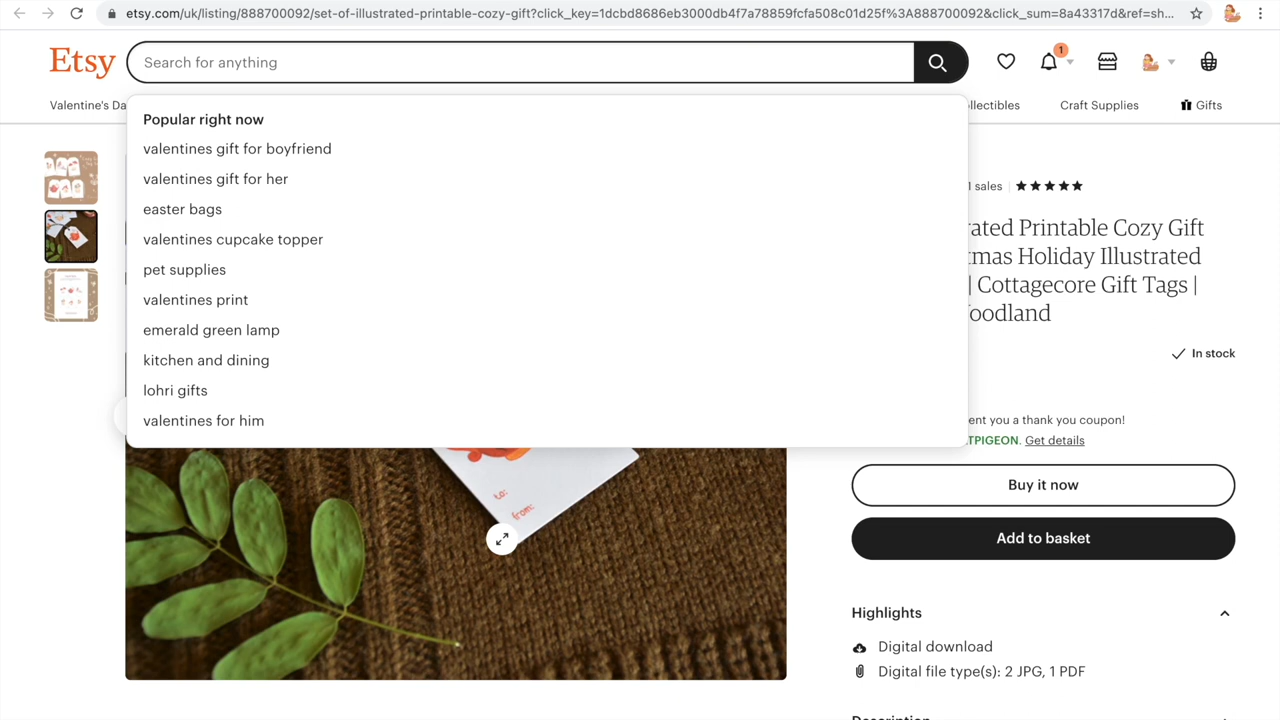 etsy.com/uk/listing/888700092/set-of-illustrated-printable-cozy-gift?click_key=1dcbd8686eb3000db4f7a78859fcfa508c01d25f%3A888700092&click_sum=8a43317d&ref=sh...
Etsy
Search for anything
1
Valentine's Da
llectibles
Craft Supplies
Gifts
Popular right now
valentines gift for boyfriend
valentines gift for her
easter bags
valentines cupcake topper
pet supplies
valentines print
emerald green lamp
kitchen and dining
lohri gifts
valentines for him
1 sales
rated Printable Cozy Gift
tmas Holiday Illustrated
| Cottagecore Gift Tags |
oodland
In stock
ent you a thank you coupon!
TPIGEON. Get details
Buy it now
Add to basket
to:
from:
Highlights
Digital download
Digital file type(s): 2 JPG, 1 PDF
Description